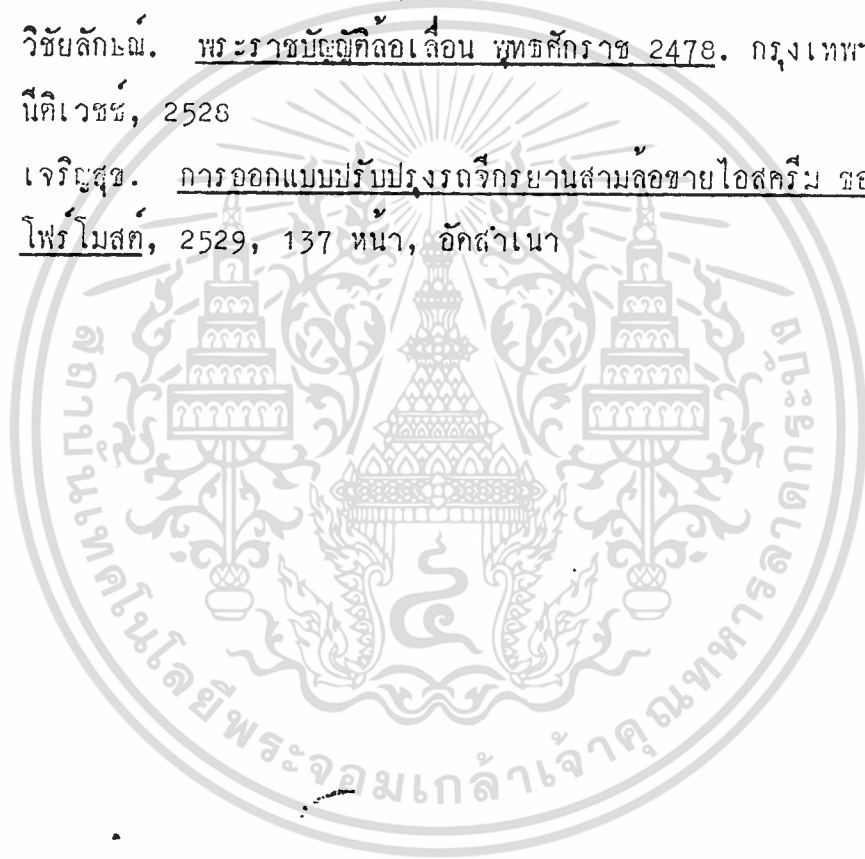 วิชัยลักษณ์. พระราชบัญญัติล้อเลื่อน พุทธศักราช 2478. กรุงเทพฯ
นีติเวชช์, 2528
เจริญสุข. การออกแบบปรับปรุงรถจักรยานสามล้อขายไอสครีม ขอ
โฟร์โมสต์, 2529, 137 หน้า, อัดสำเนา
สถาบันเทคโนโลยีพระจอมเกล้าเจ้าคุณทหารลาดกระบัง
๔